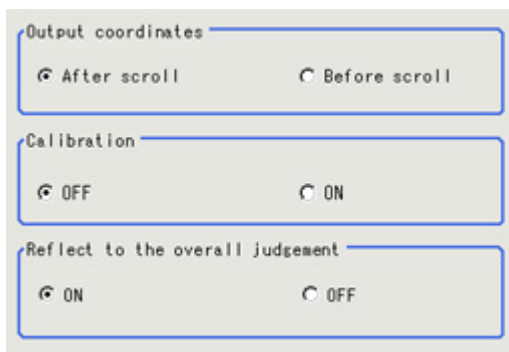 Output coordinates
After scroll Before scroll
Calibration
OFF ON
Reflect to the overall judgement
ON OFF